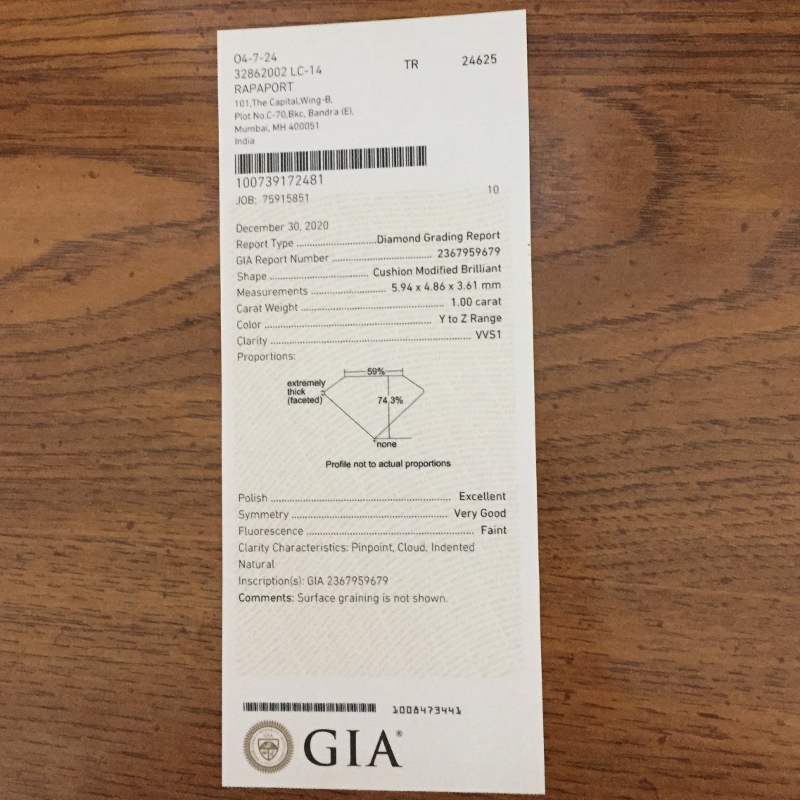 04-7-24
32862002 LC-14 TR 24625
RAPAPORT
101,The Capital,Wing-B,
Plot No.C-70,Bkc, Bandra (E),
Mumbai, MH 400051
India
100739172481
JOB: 75915851 10
December 30, 2020
Report Type Diamond Grading Report
GIA Report Number 2367959679
Shape Cushion Modified Brilliant
Measurements 5.94 x 4.86 x 3.61 mm
Carat Weight 1.00 carat
Color Y to Z Range
Clarity VVS1
Proportions:
59%
extremely
thick
(faceted)
74.3%
none
Profile not to actual proportions
Polish Excellent
Symmetry Very Good
Fluorescence Faint
Clarity Characteristics: Pinpoint, Cloud, Indented
Natural
Inscription(s): GIA 2367959679
Comments: Surface graining is not shown.
1008473441
GIA®